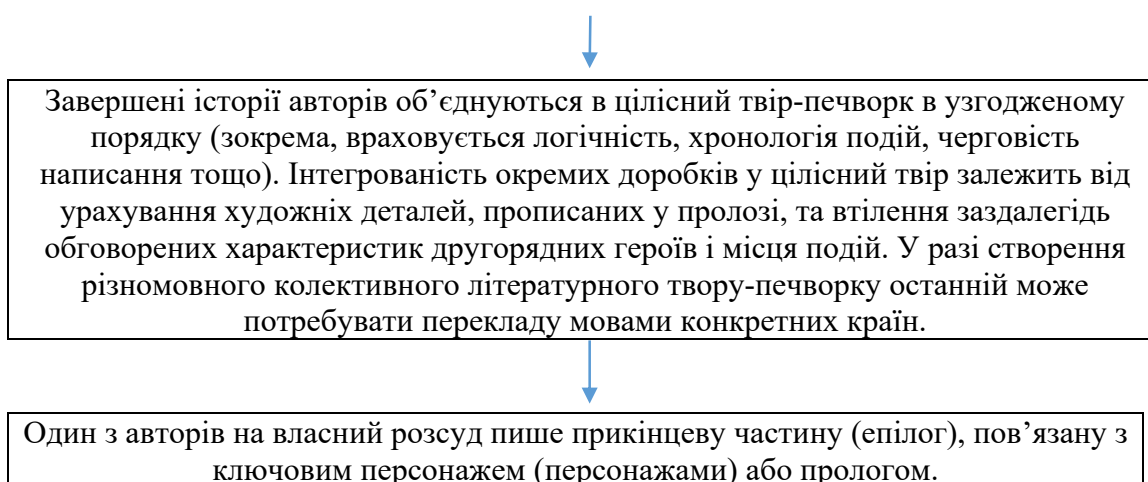 Завершені історії авторів об’єднуються в цілісний твір-печворк в узгодженому
порядку (зокрема, враховується логічність, хронологія подій, черговість
написання тощо). Інтегрованість окремих доробків у цілісний твір залежить від
урахування художніх деталей, прописаних у пролозі, та втілення заздалегідь
обговорених характеристик другорядних героїв і місця подій. У разі створення
різномовного колективного літературного твору-печворку останній може
потребувати перекладу мовами конкретних країн.
Один з авторів на власний розсуд пише прикінцеву частину (епілог), пов’язану з
ключовим персонажем (персонажами) або прологом.